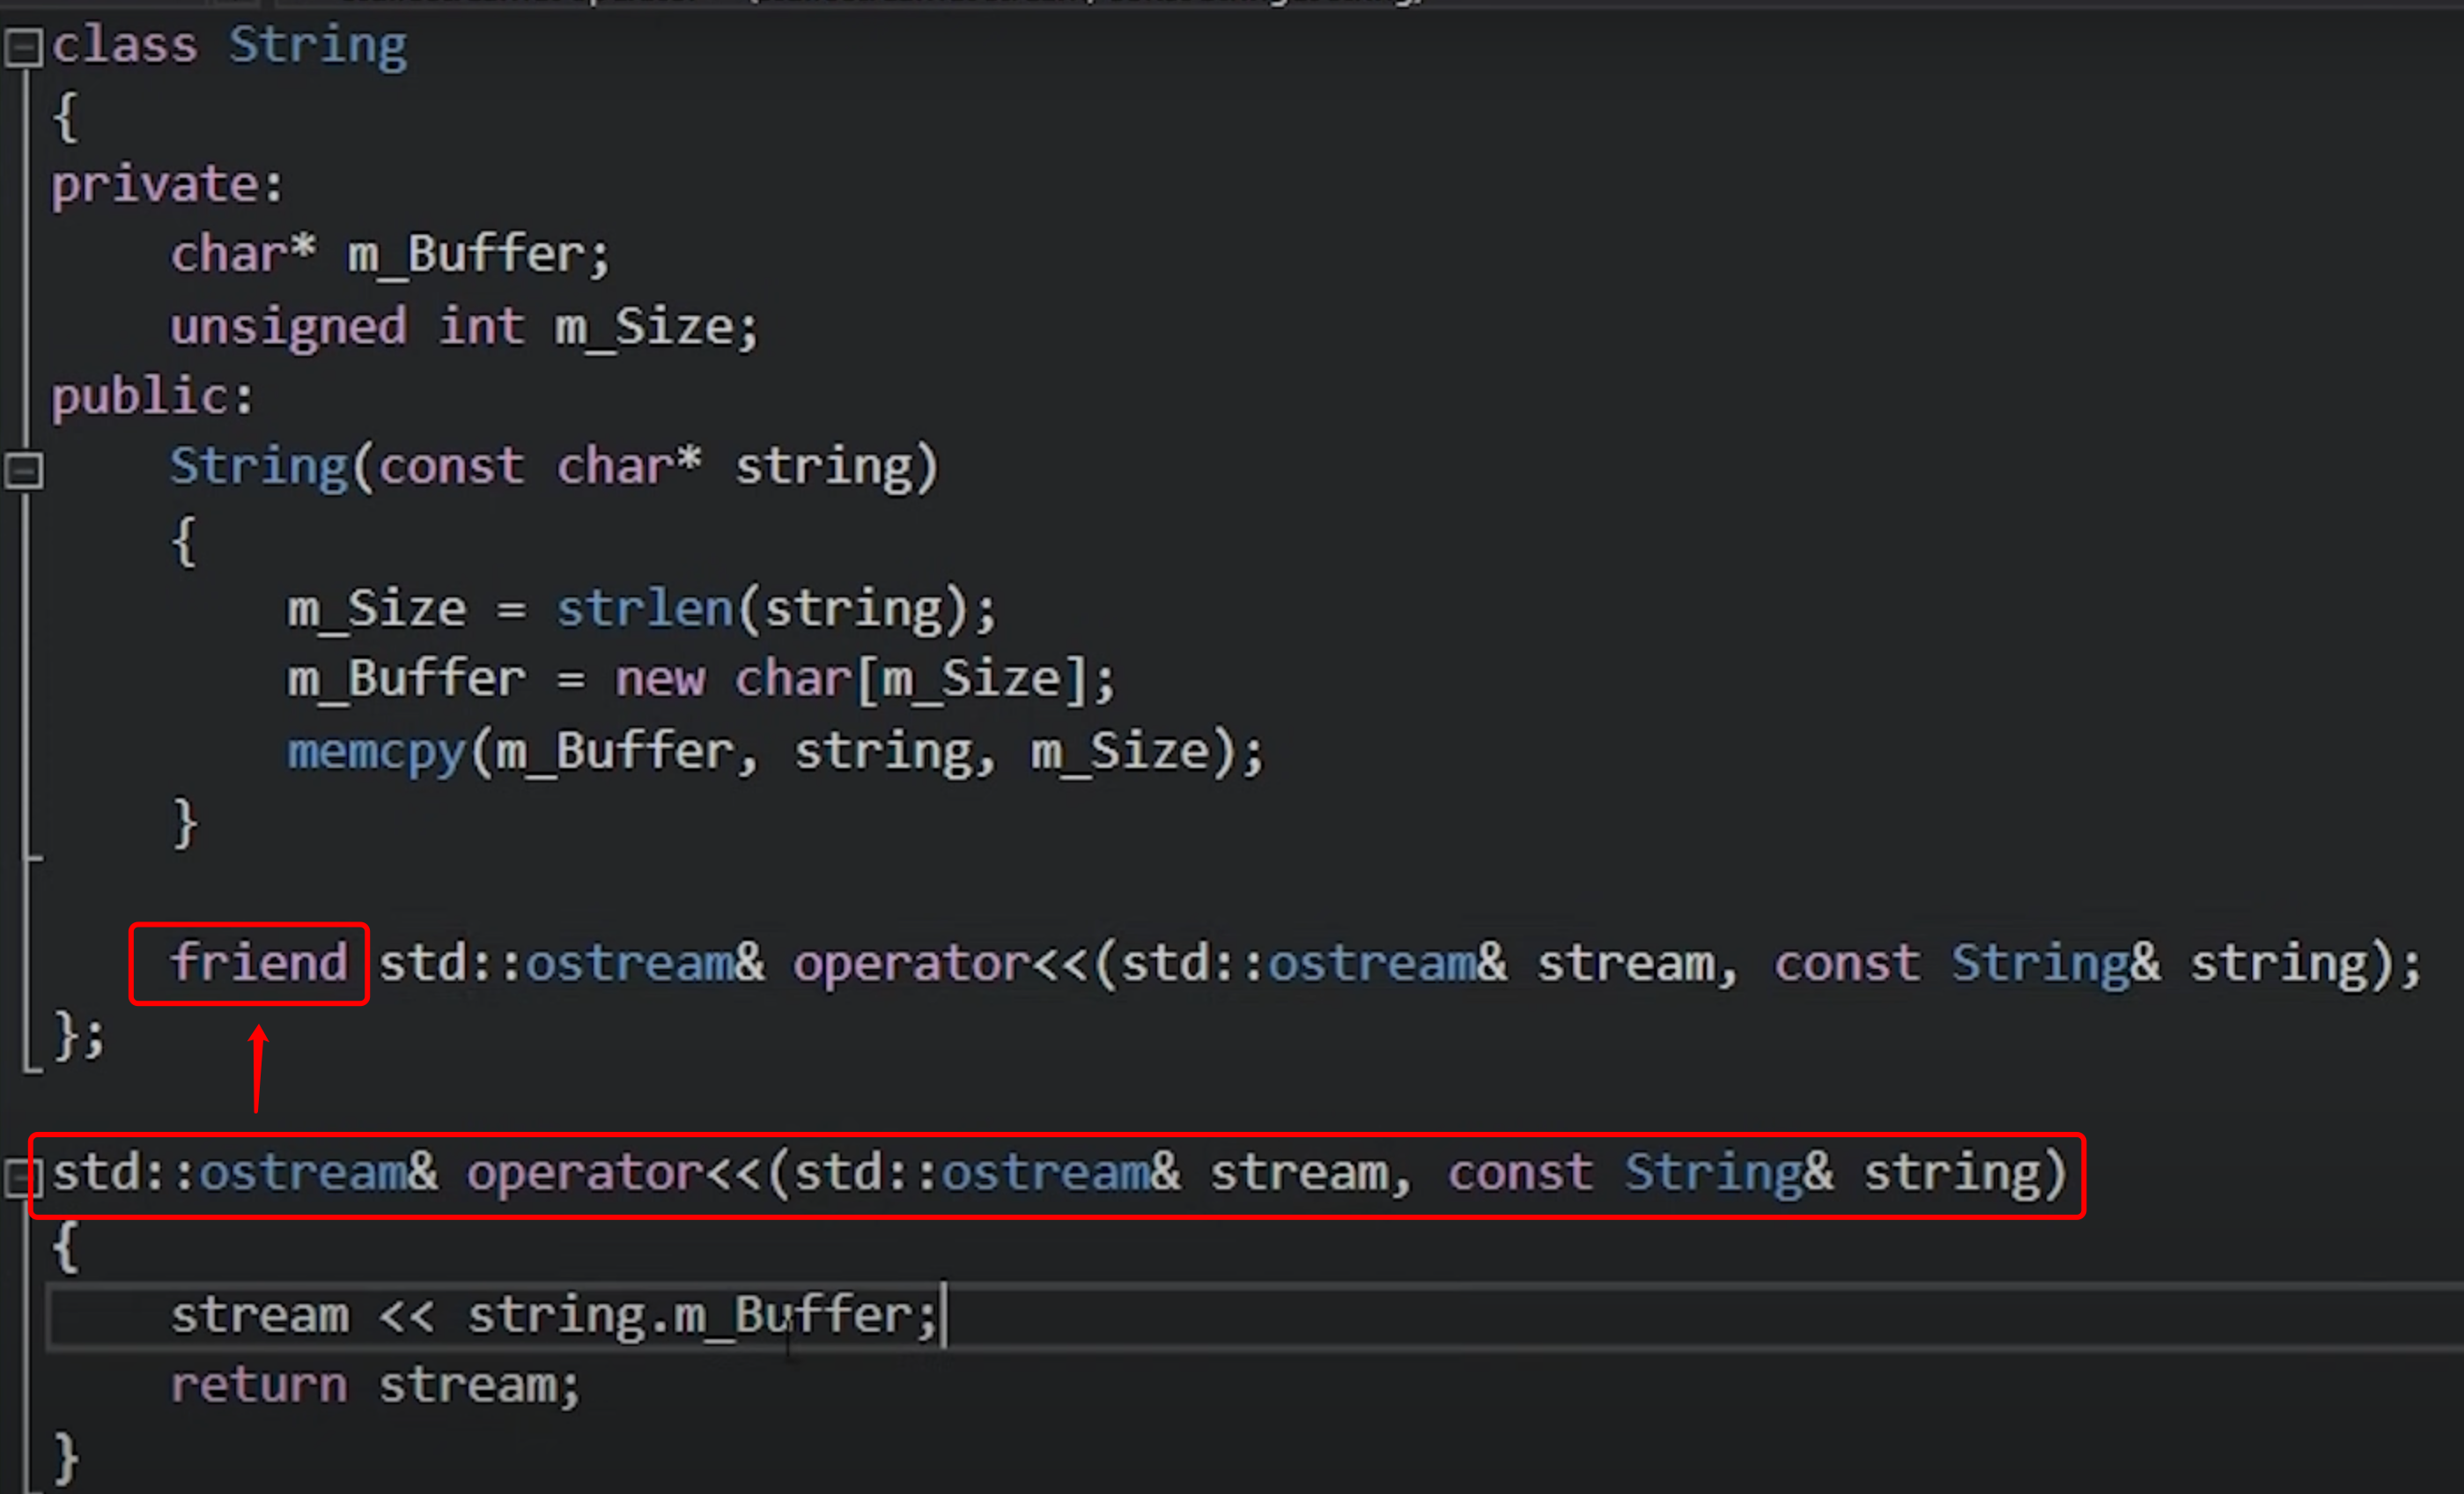 class String
{
private:
    char* m_Buffer;
    unsigned int m_Size;
public:
    String(const char* string)
    {
        m_Size = strlen(string);
        m_Buffer = new char[m_Size];
        memcpy(m_Buffer, string, m_Size);
    }
    friend std::ostream& operator<<(std::ostream& stream, const String& string);
};
std::ostream& operator<<(std::ostream& stream, const String& string)
{
    stream << string.m_Buffer;
    return stream;
}